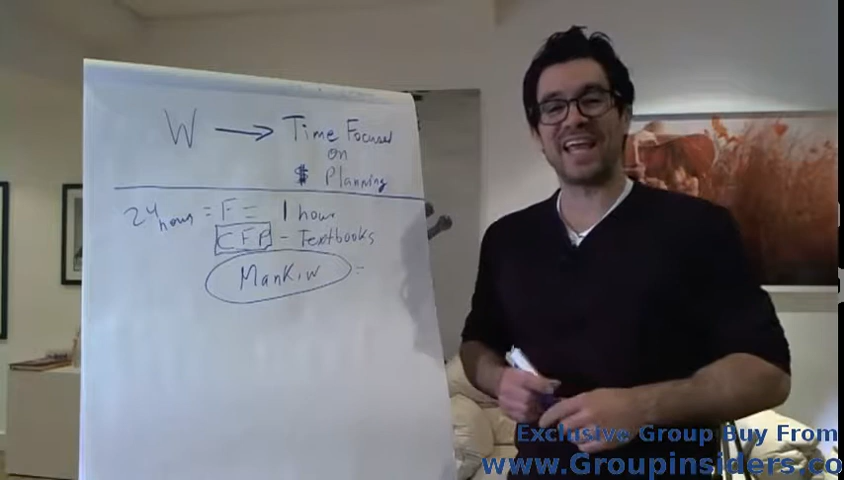 W → Time Focused
on
$ Planning
24 hours = F = 1 hour
CFP - Textbooks
Mankiw =
Exclusive Group Buy From
www.Groupinsiders.co